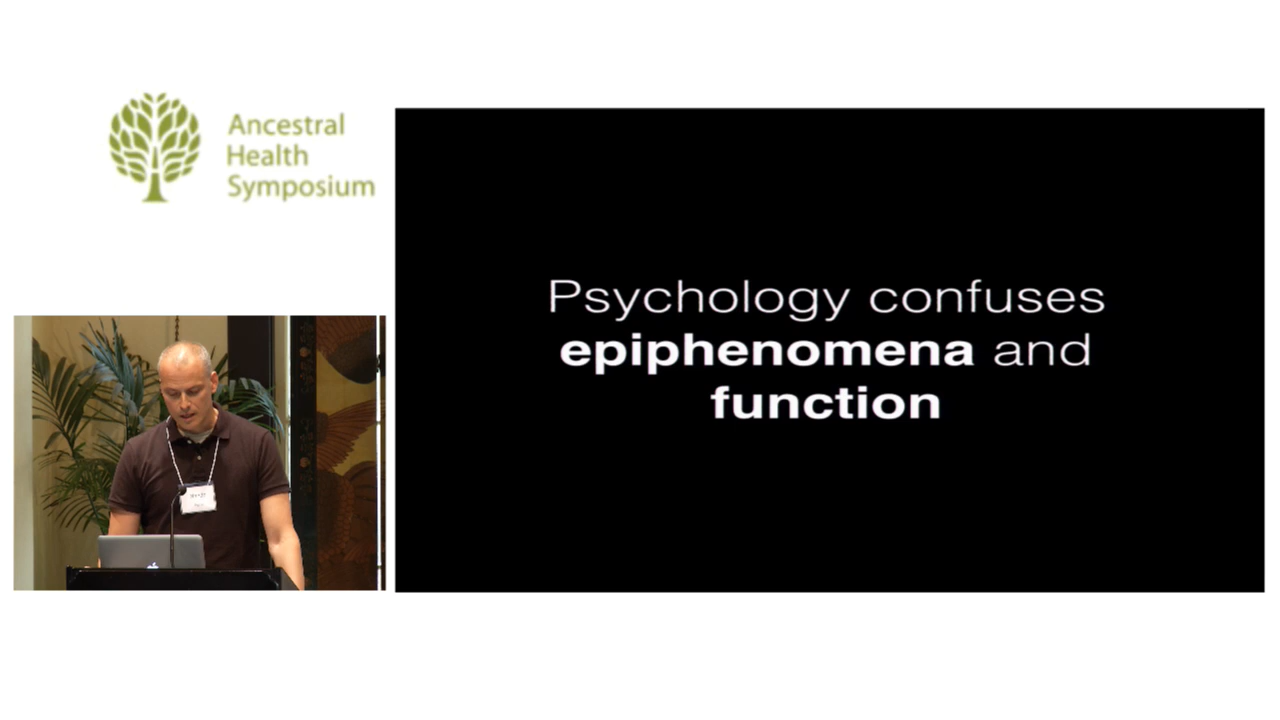 Ancestral
Health
Symposium
Psychology confuses
epiphenomena and
function